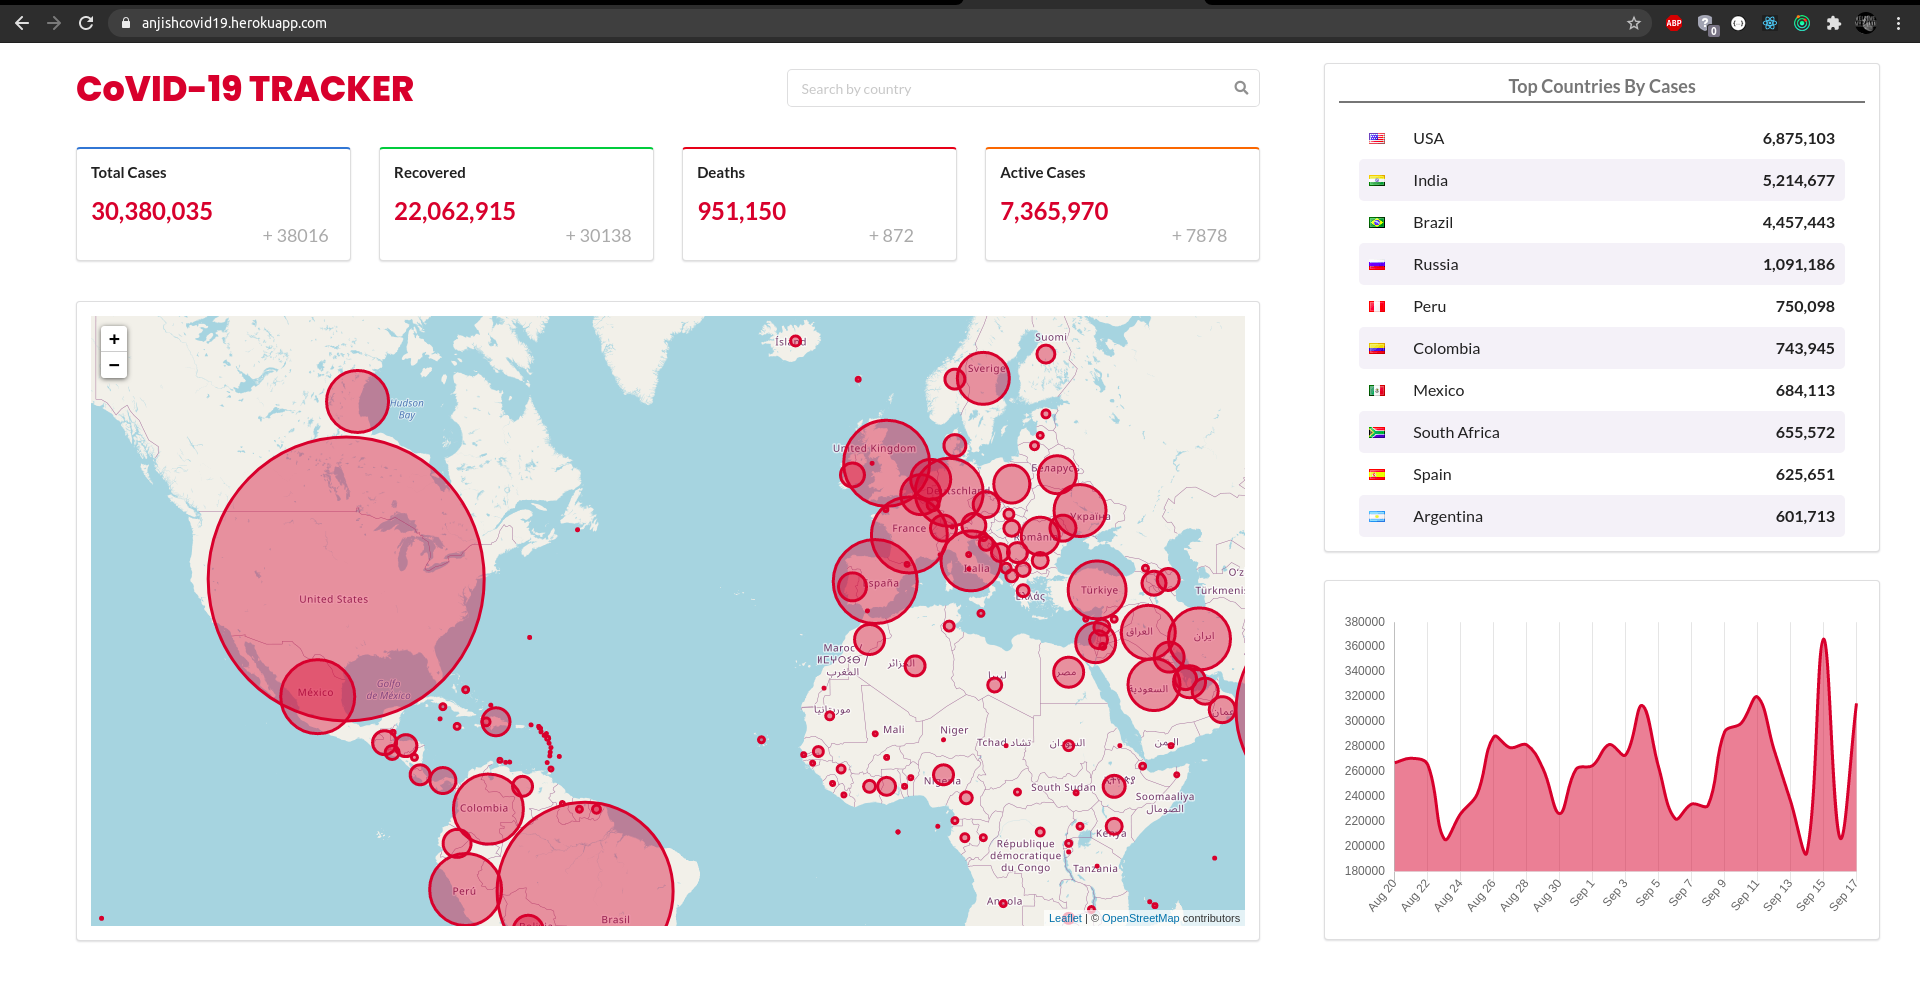 anjishcovid19.herokuapp.com
ABP
0
CoVID-19 TRACKER
Search by country
Total Cases
30,380,035
+ 38016
Recovered
22,062,915
+ 30138
Deaths
951,150
+ 872
Active Cases
7,365,970
+ 7878
+
−
Hudson
Bay
United States
México
Golfo
de México
Colombia
Perú
Brasil
Suomi
Sverige
United Kingdom
Deutschland
Беларусь
Україна
France
România
Italia
España
Ελλάς
Türkiye
Türkmenis
Maroc
ⵍⵎⵖⵔⵉⴱ
المغرب
الجزائر
ليبيا
مصر
العراق
ایران
السعودية
عمان
موريتانيا
Mali
Niger
Tchad تشاد
السودان
اليمن
Nigeria
South Sudan
Soomaaliya
الصومال
Kenya
République
démocratique
du Congo
Tanzania
Angola
Leaflet | © OpenStreetMap contributors
Top Countries By Cases
USA 6,875,103
India 5,214,677
Brazil 4,457,443
Russia 1,091,186
Peru 750,098
Colombia 743,945
Mexico 684,113
South Africa 655,572
Spain 625,651
Argentina 601,713
380000
360000
340000
320000
300000
280000
260000
240000
220000
200000
180000
Aug 20 Aug 22 Aug 24 Aug 26 Aug 28 Aug 30 Sep 1 Sep 3 Sep 5 Sep 7 Sep 9 Sep 11 Sep 13 Sep 15 Sep 17